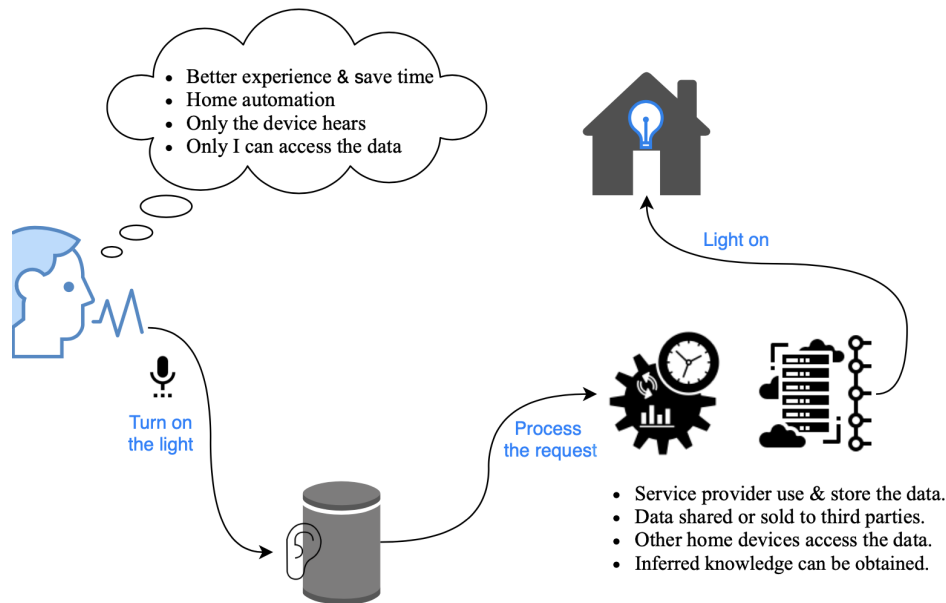 • Better experience & save time
• Home automation
• Only the device hears
• Only I can access the data
Light on
Turn on
the light
Process
the request
• Service provider use & store the data.
• Data shared or sold to third parties.
• Other home devices access the data.
• Inferred knowledge can be obtained.